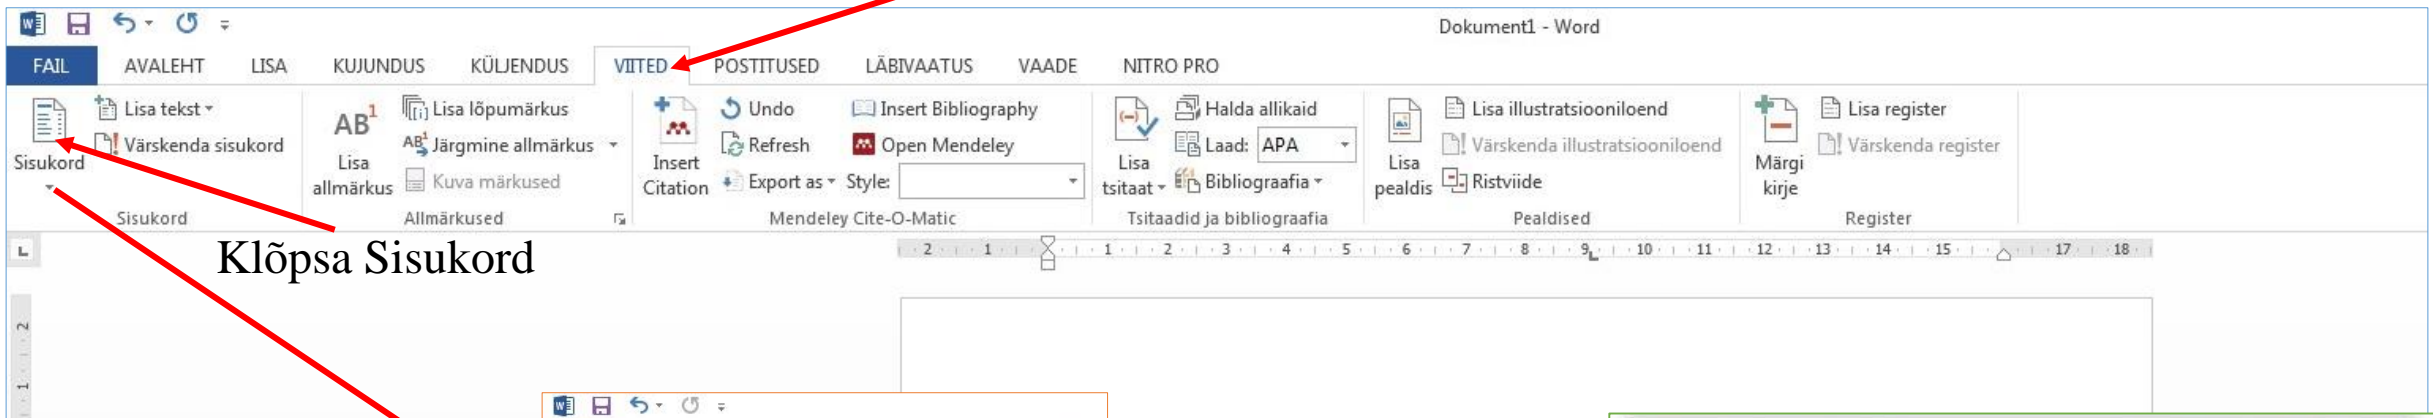 Dokument1 - Word
FAIL AVALEHT LISA KUJUNDUS KÜLJENDUS VIITED POSTITUSED LÄBIVAATUS VAADE NITRO PRO
Sisukord
Lisa tekst
Värskenda sisukord
Sisukord
AB1
Lisa allmärkus
Lisa lõpumärkus
Järgmine allmärkus
Kuva märkused
Allmärkused
Insert Citation
Undo
Refresh
Export as
Insert Bibliography
Open Mendeley
Style:
Mendeley Cite-O-Matic
Lisa tsitaat
Halda allikaid
Laad: APA
Bibliograafia
Tsitaadid ja bibliograafia
Lisa pealdis
Lisa illustratsiooniloend
Värskenda illustratsiooniloend
Ristviide
Pealdised
Märgi kirje
Lisa register
Värskenda register
Register
Klõpsa Sisukord
2 1 1 2 3 4 5 6 7 8 9 10 11 12 13 14 15 17 18
2
1